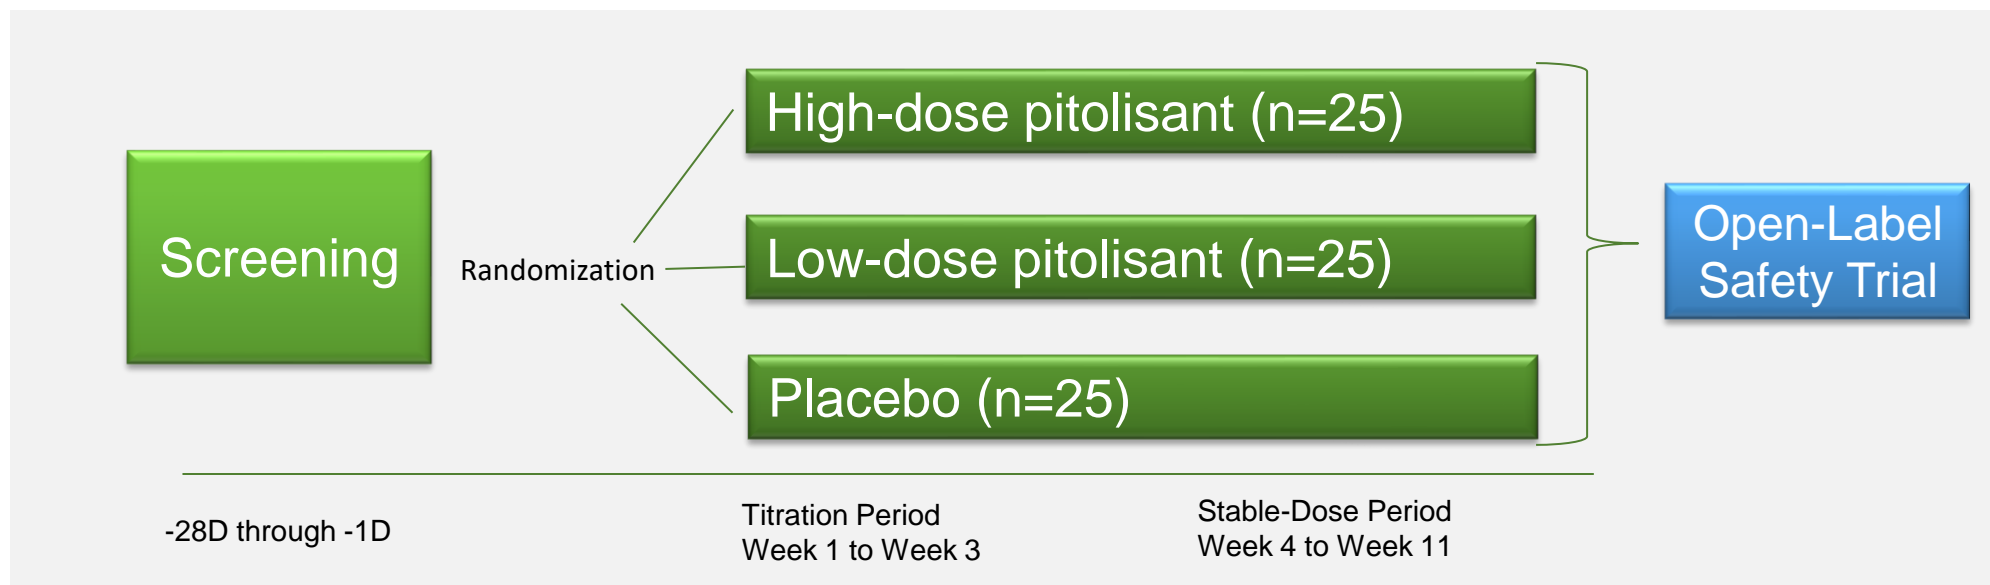 Screening
Randomization
High-dose pitolisant (n=25)
Low-dose pitolisant (n=25)
Placebo (n=25)
Open-Label
Safety Trial
-28D through -1D
Titration Period
Week 1 to Week 3
Stable-Dose Period
Week 4 to Week 11